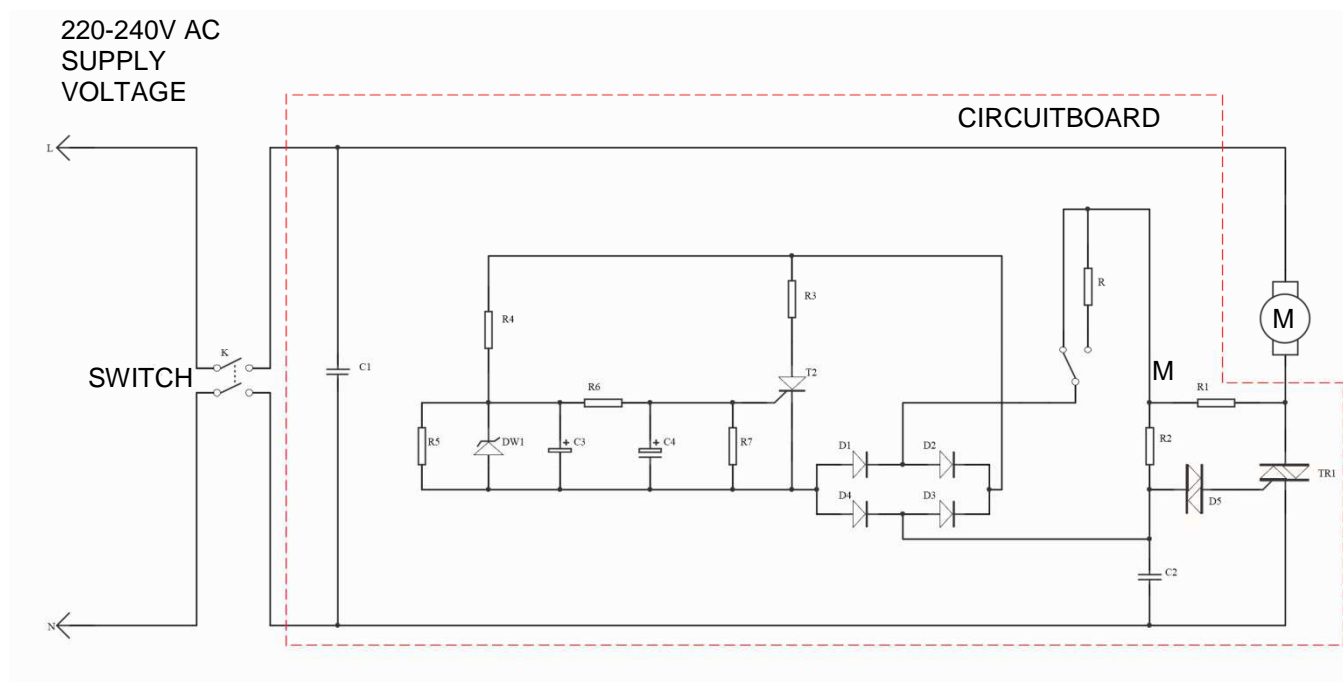 220-240V AC
SUPPLY
VOLTAGE
CIRCUITBOARD
L
R
R3
R4
M
K
SWITCH
C1
T2
M
R6
R1
R5
DW1
+
C3
+
C4
R7
D1
D2
R2
TR1
D4
D3
D5
C2
N